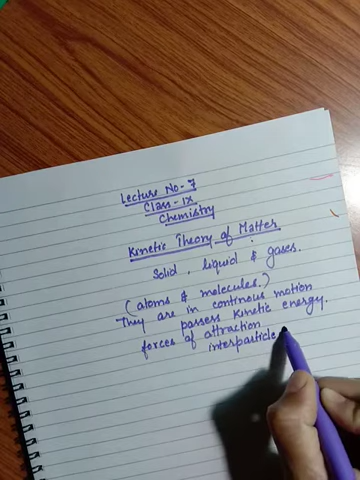 Lecture No-7
Class-IX
Chemistry
Kinetic Theory of Matter
Solid, liquid & gases.
(atoms & molecules.)
They are in continous motion
possess kinetic energy.
forces of attraction
interparticle